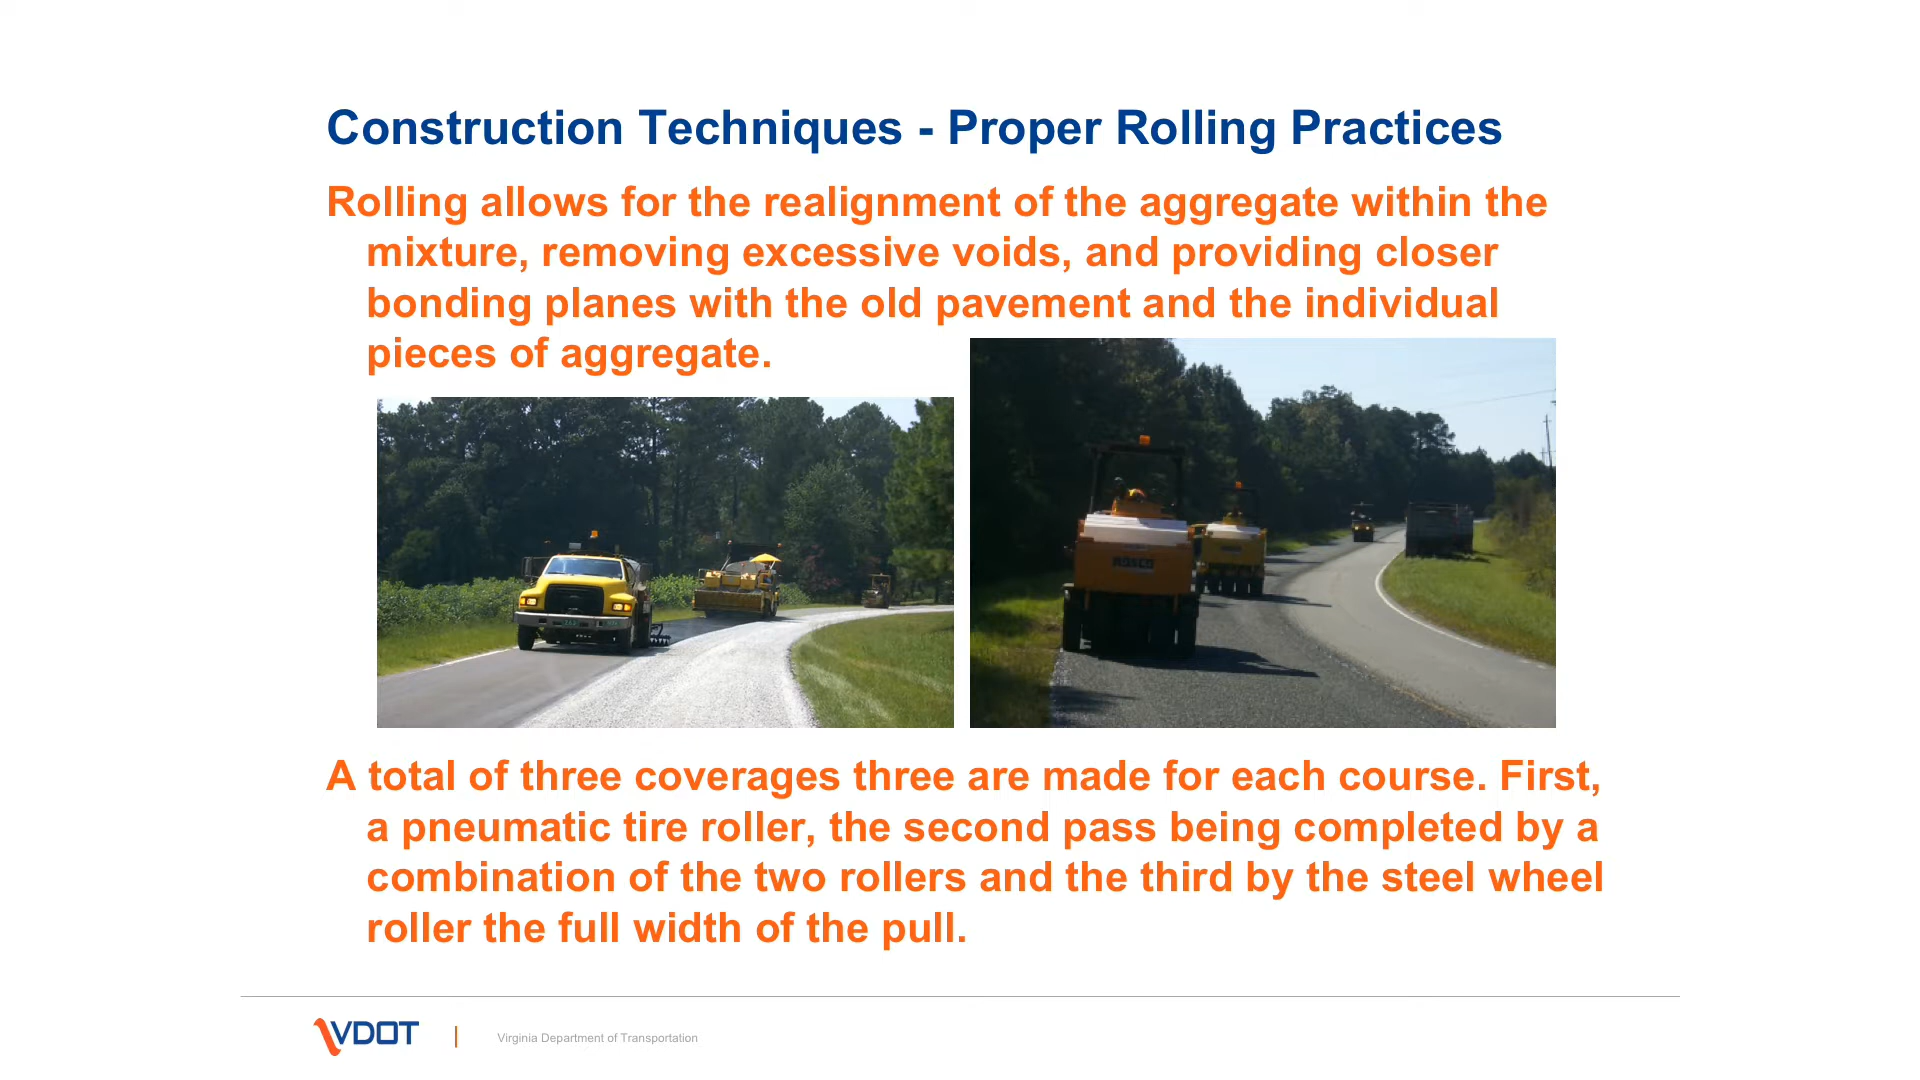 Construction Techniques - Proper Rolling Practices
Rolling allows for the realignment of the aggregate within the
mixture, removing excessive voids, and providing closer
bonding planes with the old pavement and the individual
pieces of aggregate.
ROSCO
A total of three coverages three are made for each course. First,
a pneumatic tire roller, the second pass being completed by a
combination of the two rollers and the third by the steel wheel
roller the full width of the pull.
VDOT
Virginia Department of Transportation